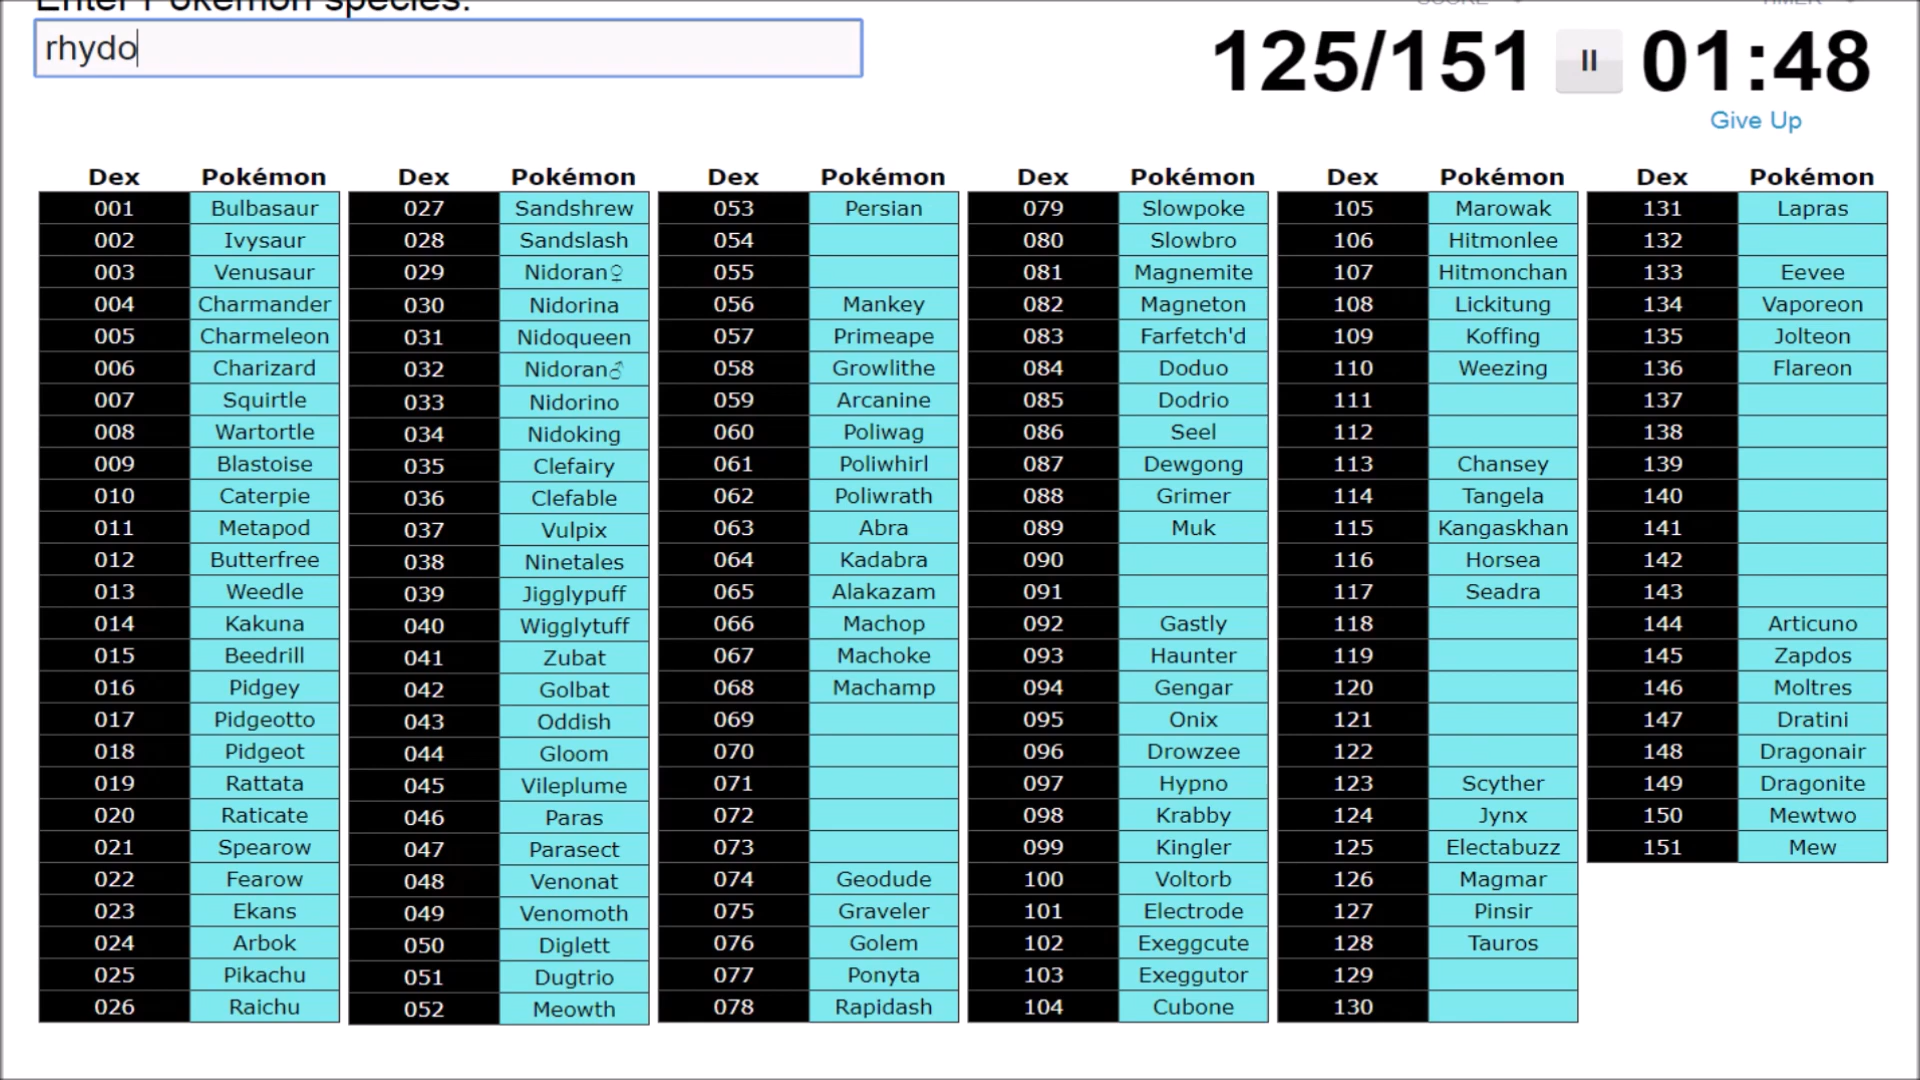 Enter Pokémon species:
rhydo
SCORE TIMER
125/151 01:48
Give Up
Dex Pokémon Dex Pokémon Dex Pokémon Dex Pokémon Dex Pokémon Dex Pokémon
001 Bulbasaur 027 Sandshrew 053 Persian 079 Slowpoke 105 Marowak 131 Lapras
002 Ivysaur 028 Sandslash 054 080 Slowbro 106 Hitmonlee 132
003 Venusaur 029 Nidoran♀ 055 081 Magnemite 107 Hitmonchan 133 Eevee
004 Charmander 030 Nidorina 056 Mankey 082 Magneton 108 Lickitung 134 Vaporeon
005 Charmeleon 031 Nidoqueen 057 Primeape 083 Farfetch'd 109 Koffing 135 Jolteon
006 Charizard 032 Nidoran♂ 058 Growlithe 084 Doduo 110 Weezing 136 Flareon
007 Squirtle 033 Nidorino 059 Arcanine 085 Dodrio 111 137
008 Wartortle 034 Nidoking 060 Poliwag 086 Seel 112 138
009 Blastoise 035 Clefairy 061 Poliwhirl 087 Dewgong 113 Chansey 139
010 Caterpie 036 Clefable 062 Poliwrath 088 Grimer 114 Tangela 140
011 Metapod 037 Vulpix 063 Abra 089 Muk 115 Kangaskhan 141
012 Butterfree 038 Ninetales 064 Kadabra 090 116 Horsea 142
013 Weedle 039 Jigglypuff 065 Alakazam 091 117 Seadra 143
014 Kakuna 040 Wigglytuff 066 Machop 092 Gastly 118 144 Articuno
015 Beedrill 041 Zubat 067 Machoke 093 Haunter 119 145 Zapdos
016 Pidgey 042 Golbat 068 Machamp 094 Gengar 120 146 Moltres
017 Pidgeotto 043 Oddish 069 095 Onix 121 147 Dratini
018 Pidgeot 044 Gloom 070 096 Drowzee 122 148 Dragonair
019 Rattata 045 Vileplume 071 097 Hypno 123 Scyther 149 Dragonite
020 Raticate 046 Paras 072 098 Krabby 124 Jynx 150 Mewtwo
021 Spearow 047 Parasect 073 099 Kingler 125 Electabuzz 151 Mew
022 Fearow 048 Venonat 074 Geodude 100 Voltorb 126 Magmar
023 Ekans 049 Venomoth 075 Graveler 101 Electrode 127 Pinsir
024 Arbok 050 Diglett 076 Golem 102 Exeggcute 128 Tauros
025 Pikachu 051 Dugtrio 077 Ponyta 103 Exeggutor 129
026 Raichu 052 Meowth 078 Rapidash 104 Cubone 130